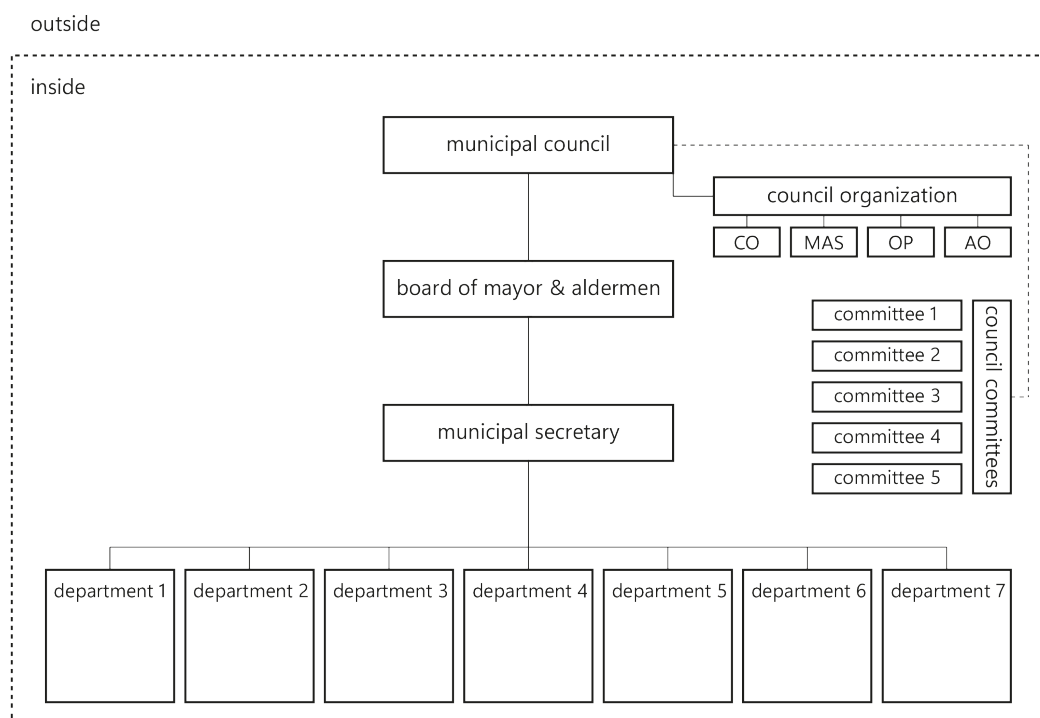 outside
inside
municipal council
council organization
CO MAS OP AO
board of mayor & aldermen
committee 1
committee 2
committee 3
committee 4
committee 5
council committees
municipal secretary
department 1 department 2 department 3 department 4 department 5 department 6 department 7